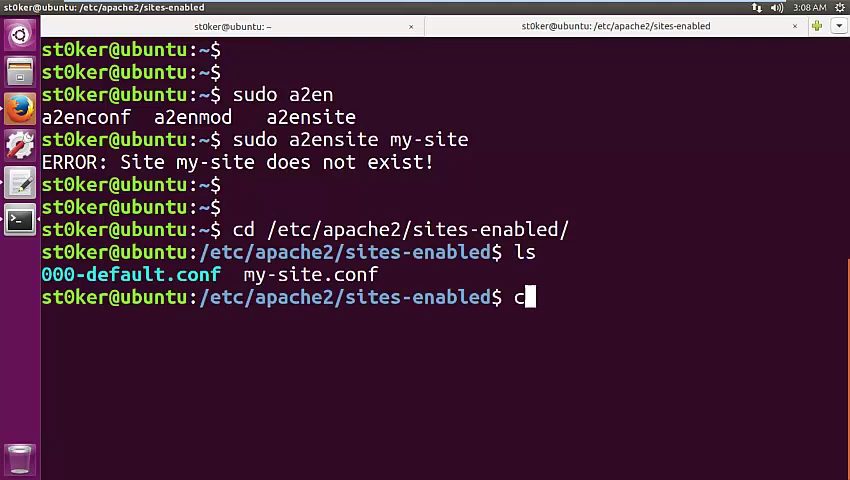 st0ker@ubuntu: /etc/apache2/sites-enabled
3:08 AM
st0ker@ubuntu: ~
×
st0ker@ubuntu: /etc/apache2/sites-enabled
×
st0ker@ubuntu:~$
st0ker@ubuntu:~$
st0ker@ubuntu:~$ sudo a2en
a2enconf  a2enmod   a2ensite
st0ker@ubuntu:~$ sudo a2ensite my-site
ERROR: Site my-site does not exist!
st0ker@ubuntu:~$
st0ker@ubuntu:~$
st0ker@ubuntu:~$ cd /etc/apache2/sites-enabled/
st0ker@ubuntu:/etc/apache2/sites-enabled$ ls
000-default.conf  my-site.conf
st0ker@ubuntu:/etc/apache2/sites-enabled$ c